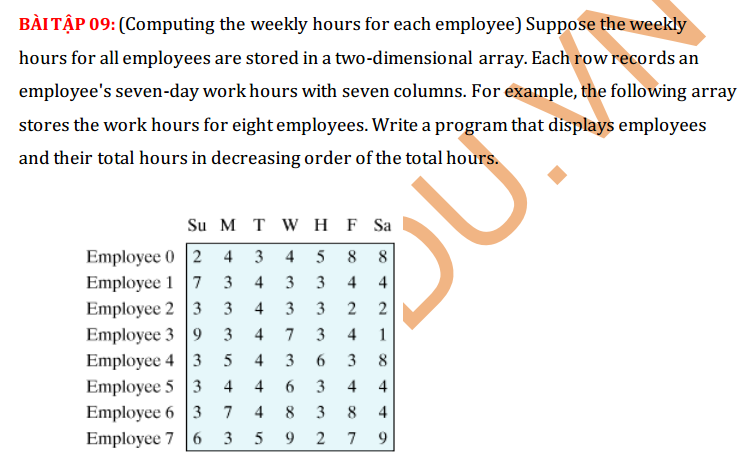 BÀI TẬP 09: (Computing the weekly hours for each employee) Suppose the weekly
hours for all employees are stored in a two-dimensional array. Each row records an
employee's seven-day work hours with seven columns. For example, the following array
stores the work hours for eight employees. Write a program that displays employees
and their total hours in decreasing order of the total hours.
Su M T W H F Sa
Employee 0 2 4 3 4 5 8 8
Employee 1 7 3 4 3 3 4 4
Employee 2 3 3 4 3 3 2 2
Employee 3 9 3 4 7 3 4 1
Employee 4 3 5 4 3 6 3 8
Employee 5 3 4 4 6 3 4 4
Employee 6 3 7 4 8 3 8 4
Employee 7 6 3 5 9 2 7 9
DU.VN